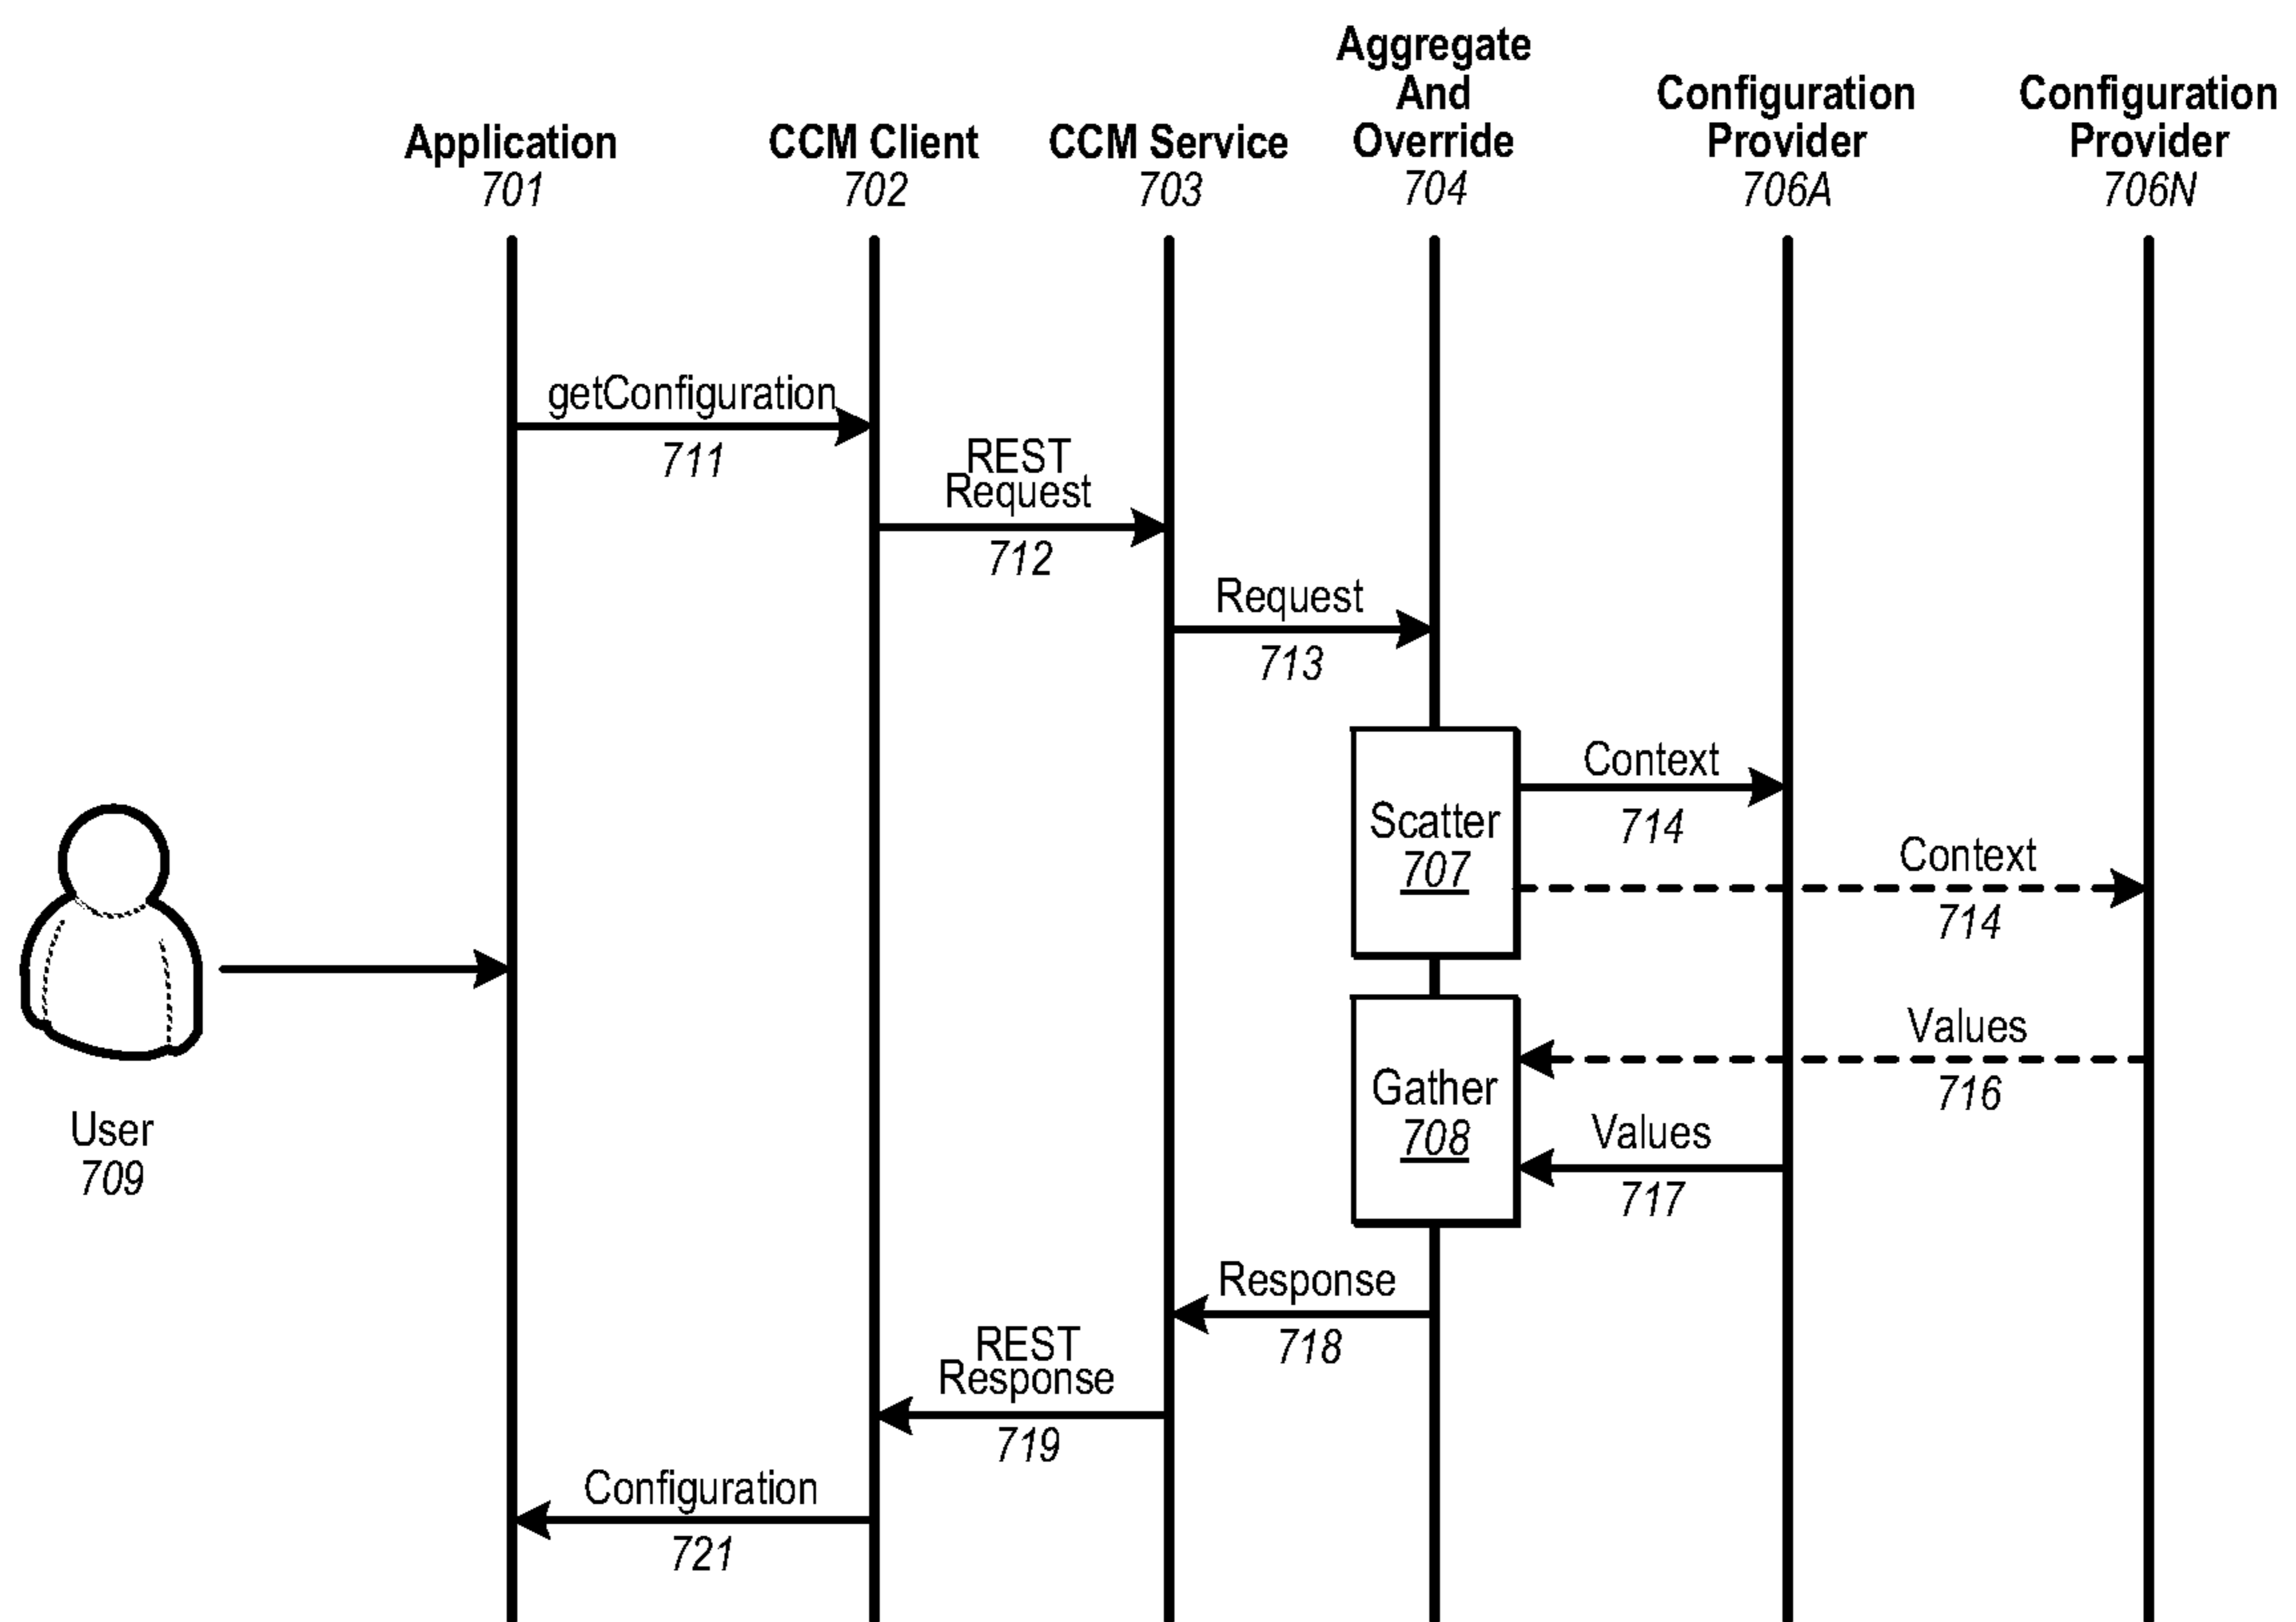 Application
701
CCM Client
702
CCM Service
703
Aggregate
And
Override
704
Configuration
Provider
706A
Configuration
Provider
706N
getConfiguration
711
REST
Request
712
Request
713
Scatter
707
Context
714
Context
714
User
709
Gather
708
Values
716
Values
717
Response
718
REST
Response
719
Configuration
721